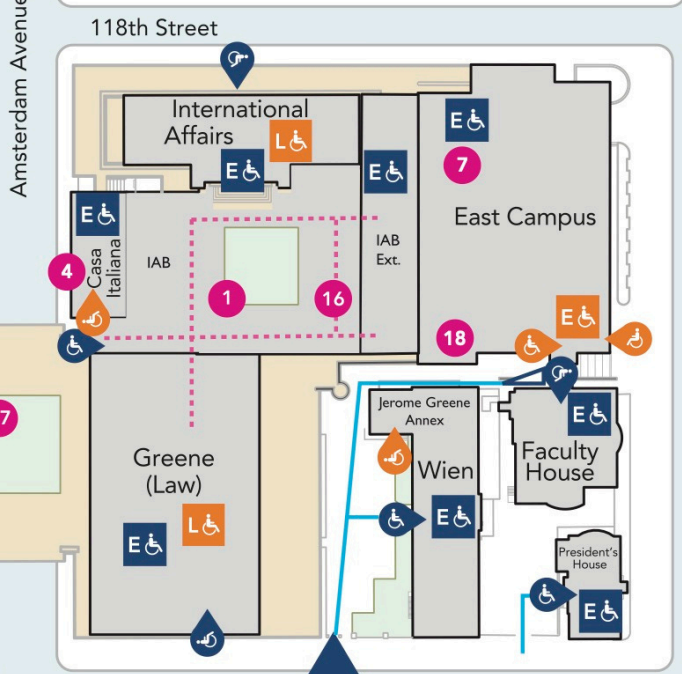 118th Street
Amsterdam Avenue
International
Affairs
L
E
E
E
7
East Campus
E
Casa
Italiana
4
IAB
IAB
Ext.
1
16
18
E
7
Jerome Greene
Annex
E
Faculty
House
Greene
(Law)
Wien
L
E
E
President's
House
E